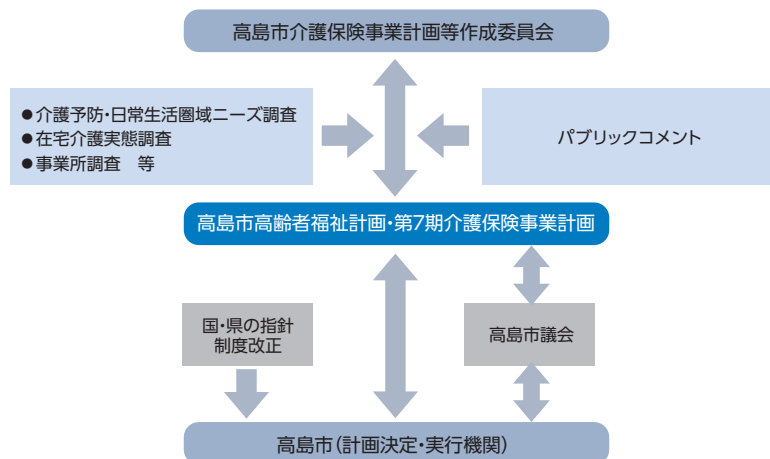 高島市介護保険事業計画等作成委員会
●介護予防・日常生活圏域ニーズ調査
●在宅介護実態調査
●事業所調査　等
パブリックコメント
高島市高齢者福祉計画・第7期介護保険事業計画
国・県の指針
制度改正
高島市議会
高島市（計画決定・実行機関）